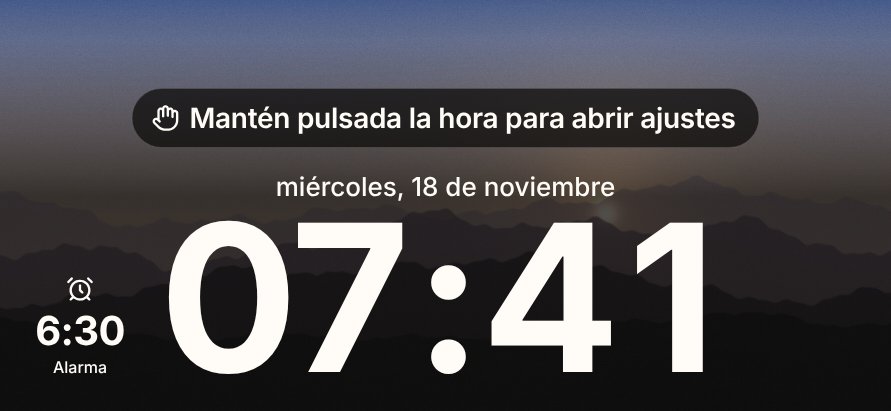 Mantén pulsada la hora para abrir ajustes
miércoles, 18 de noviembre
07:41
6:30
Alarma